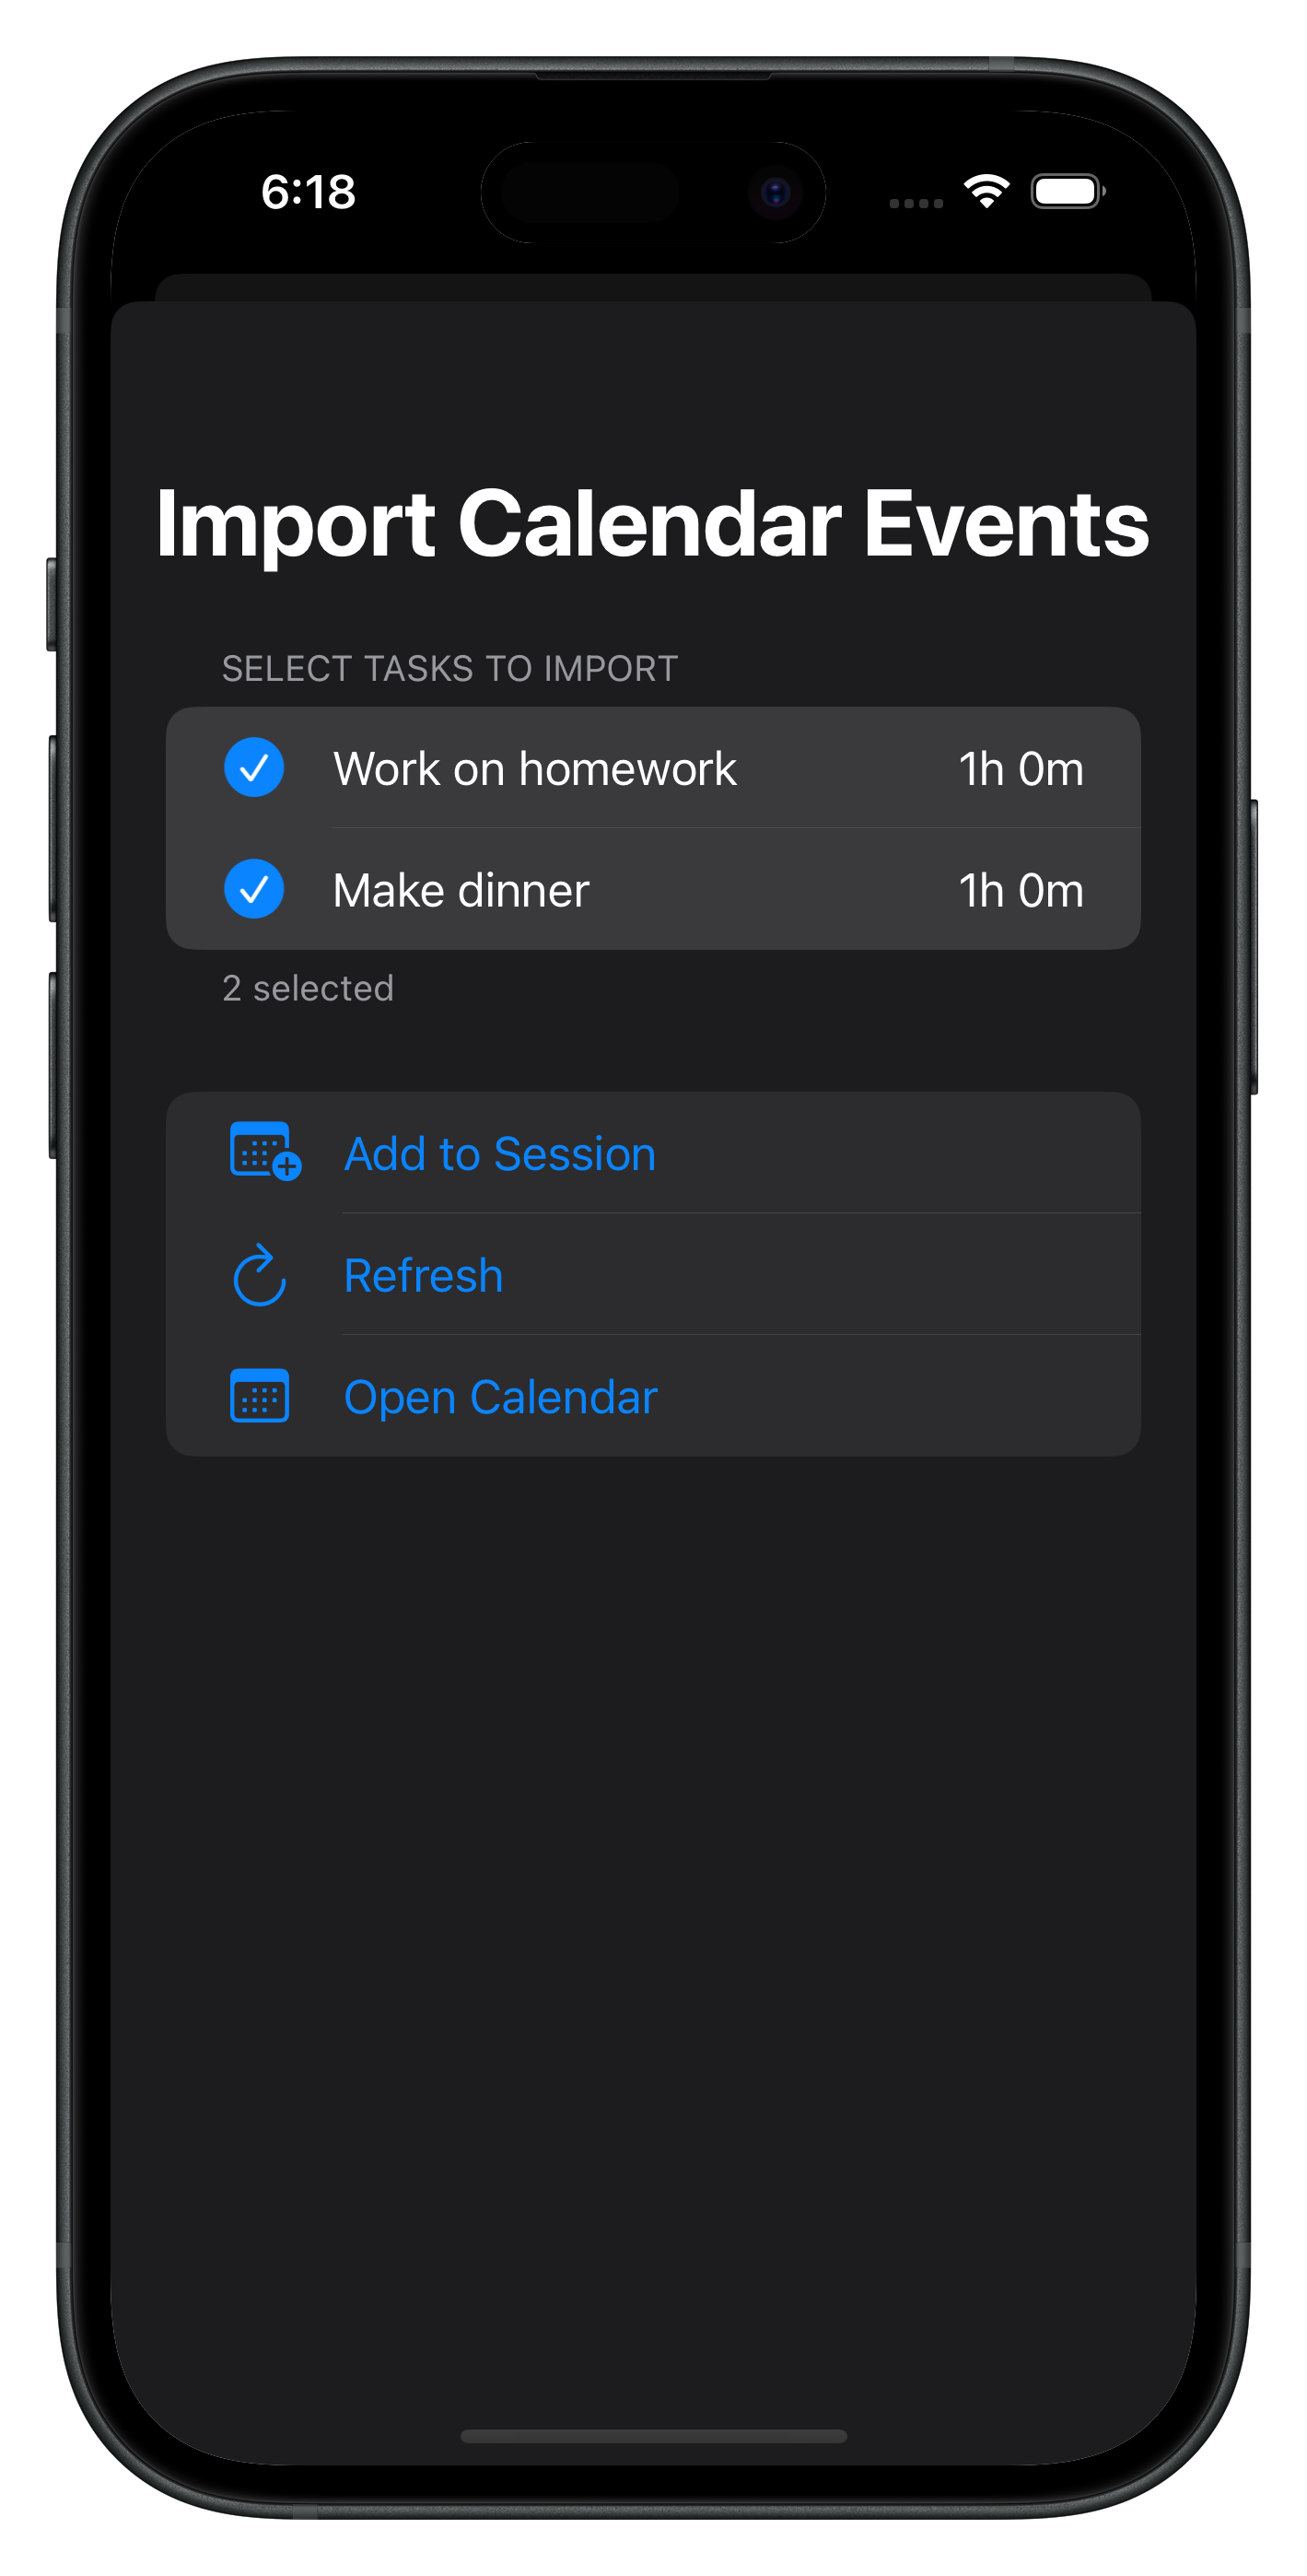 6:18
Import Calendar Events
SELECT TASKS TO IMPORT
Work on homework 1h 0m
Make dinner 1h 0m
2 selected
Add to Session
Refresh
Open Calendar